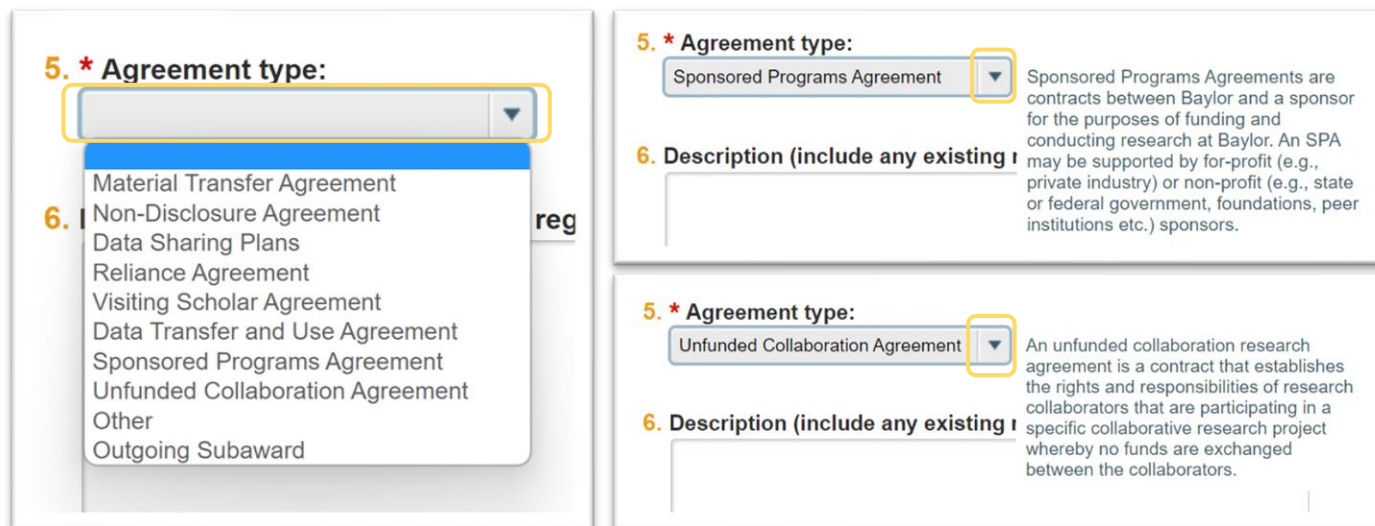 5. * Agreement type:
Material Transfer Agreement
6. Non-Disclosure Agreement reg
Data Sharing Plans
Reliance Agreement
Visiting Scholar Agreement
Data Transfer and Use Agreement
Sponsored Programs Agreement
Unfunded Collaboration Agreement
Other
Outgoing Subaward
5. * Agreement type:
Sponsored Programs Agreement
Sponsored Programs Agreements are
contracts between Baylor and a sponsor
for the purposes of funding and
conducting research at Baylor. An SPA
may be supported by for-profit (e.g.,
private industry) or non-profit (e.g., state
or federal government, foundations, peer
institutions etc.) sponsors.
6. Description (include any existing
5. * Agreement type:
Unfunded Collaboration Agreement
An unfunded collaboration research
agreement is a contract that establishes
the rights and responsibilities of research
collaborators that are participating in a
specific collaborative research project
whereby no funds are exchanged
between the collaborators.
6. Description (include any existing